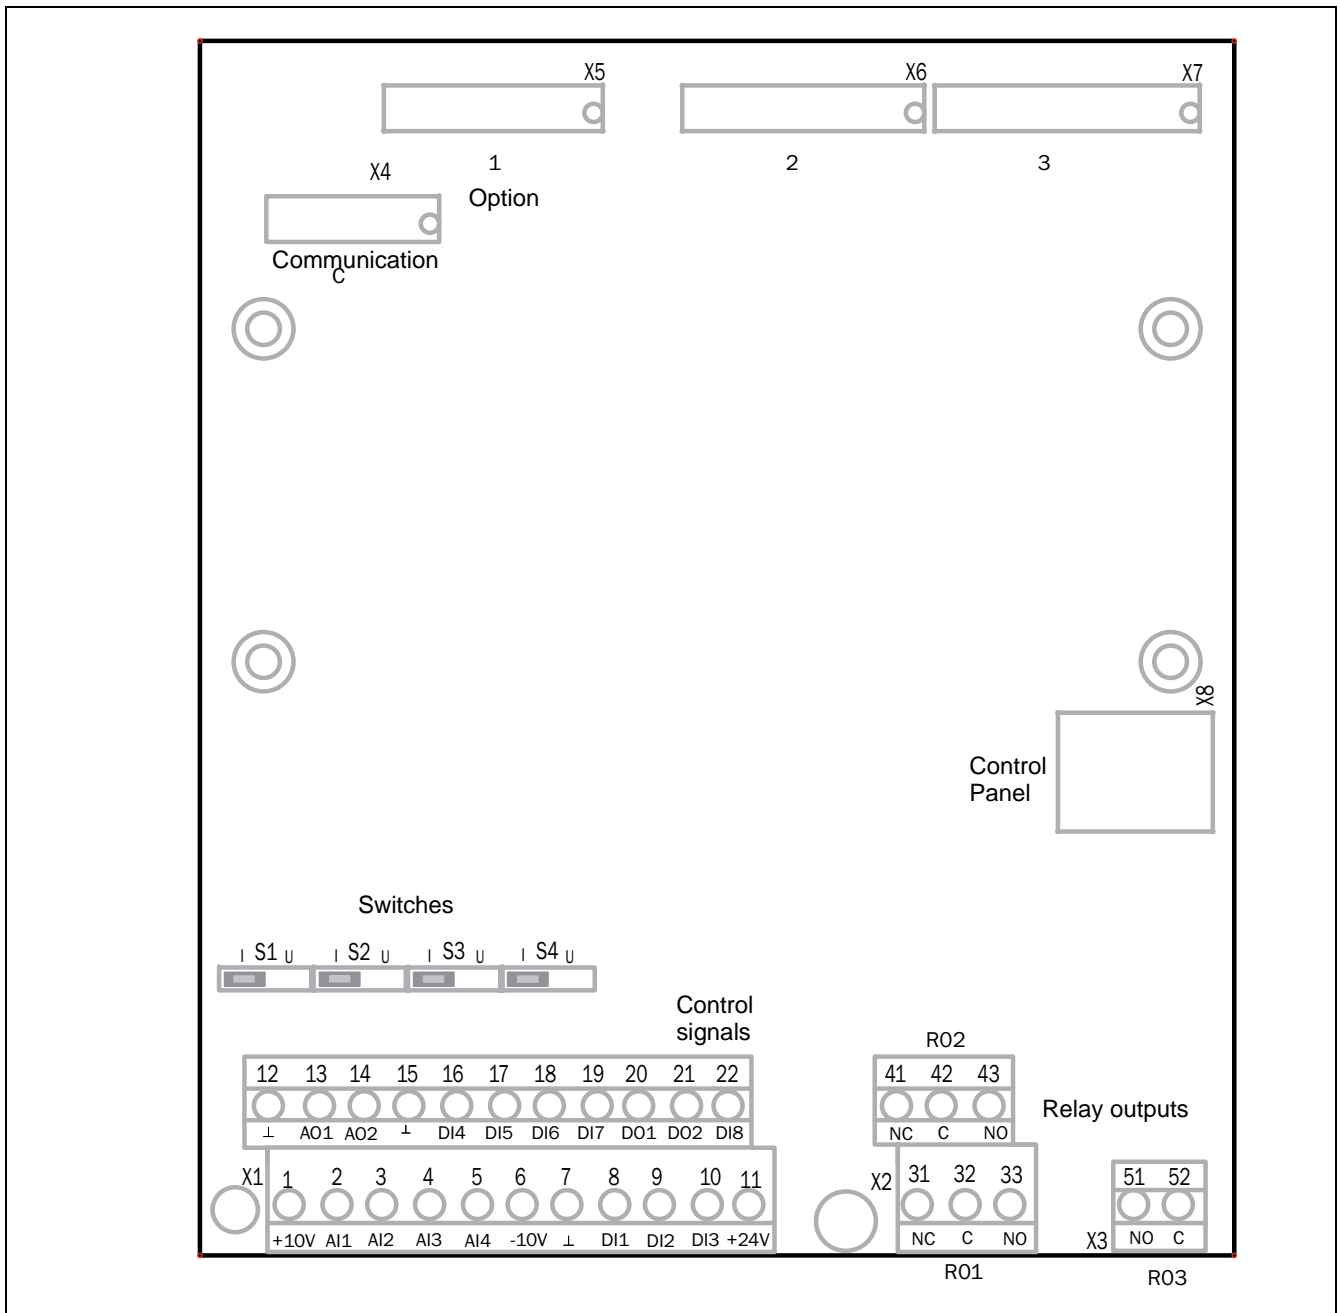 X5 X6 X7
1 2 3
X4
Option
Communication
C
X8
Control
Panel
Switches
I S1 U I S2 U I S3 U I S4 U
Control
signals
R02
12 13 14 15 16 17 18 19 20 21 22
41 42 43
Relay outputs
⊥ AO1 AO2 ⊥ DI4 DI5 DI6 DI7 DO1 DO2 DI8
NC C NO
X1 1 2 3 4 5 6 7 8 9 10 11
X2 31 32 33
51 52
+10V AI1 AI2 AI3 AI4 -10V ⊥ DI1 DI2 DI3 +24V
NC C NO
X3 NO C
R01
R03